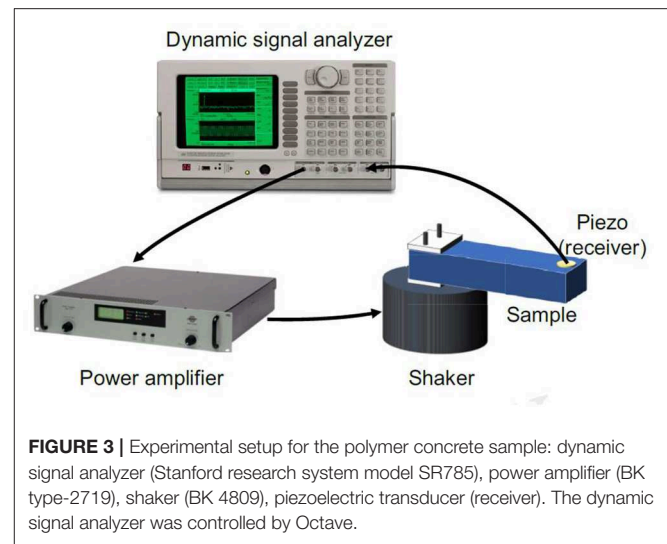 Dynamic signal analyzer
Piezo
(receiver)
Sample
Power amplifier
Shaker
FIGURE 3 | Experimental setup for the polymer concrete sample: dynamic
signal analyzer (Stanford research system model SR785), power amplifier (BK
type-2719), shaker (BK 4809), piezoelectric transducer (receiver). The dynamic
signal analyzer was controlled by Octave.